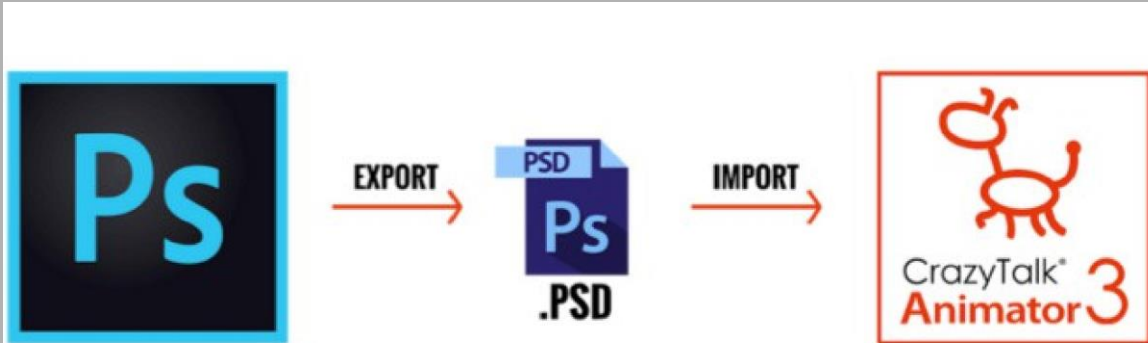 Ps
EXPORT
PSD
Ps
.PSD
IMPORT
CrazyTalk®
Animator 3